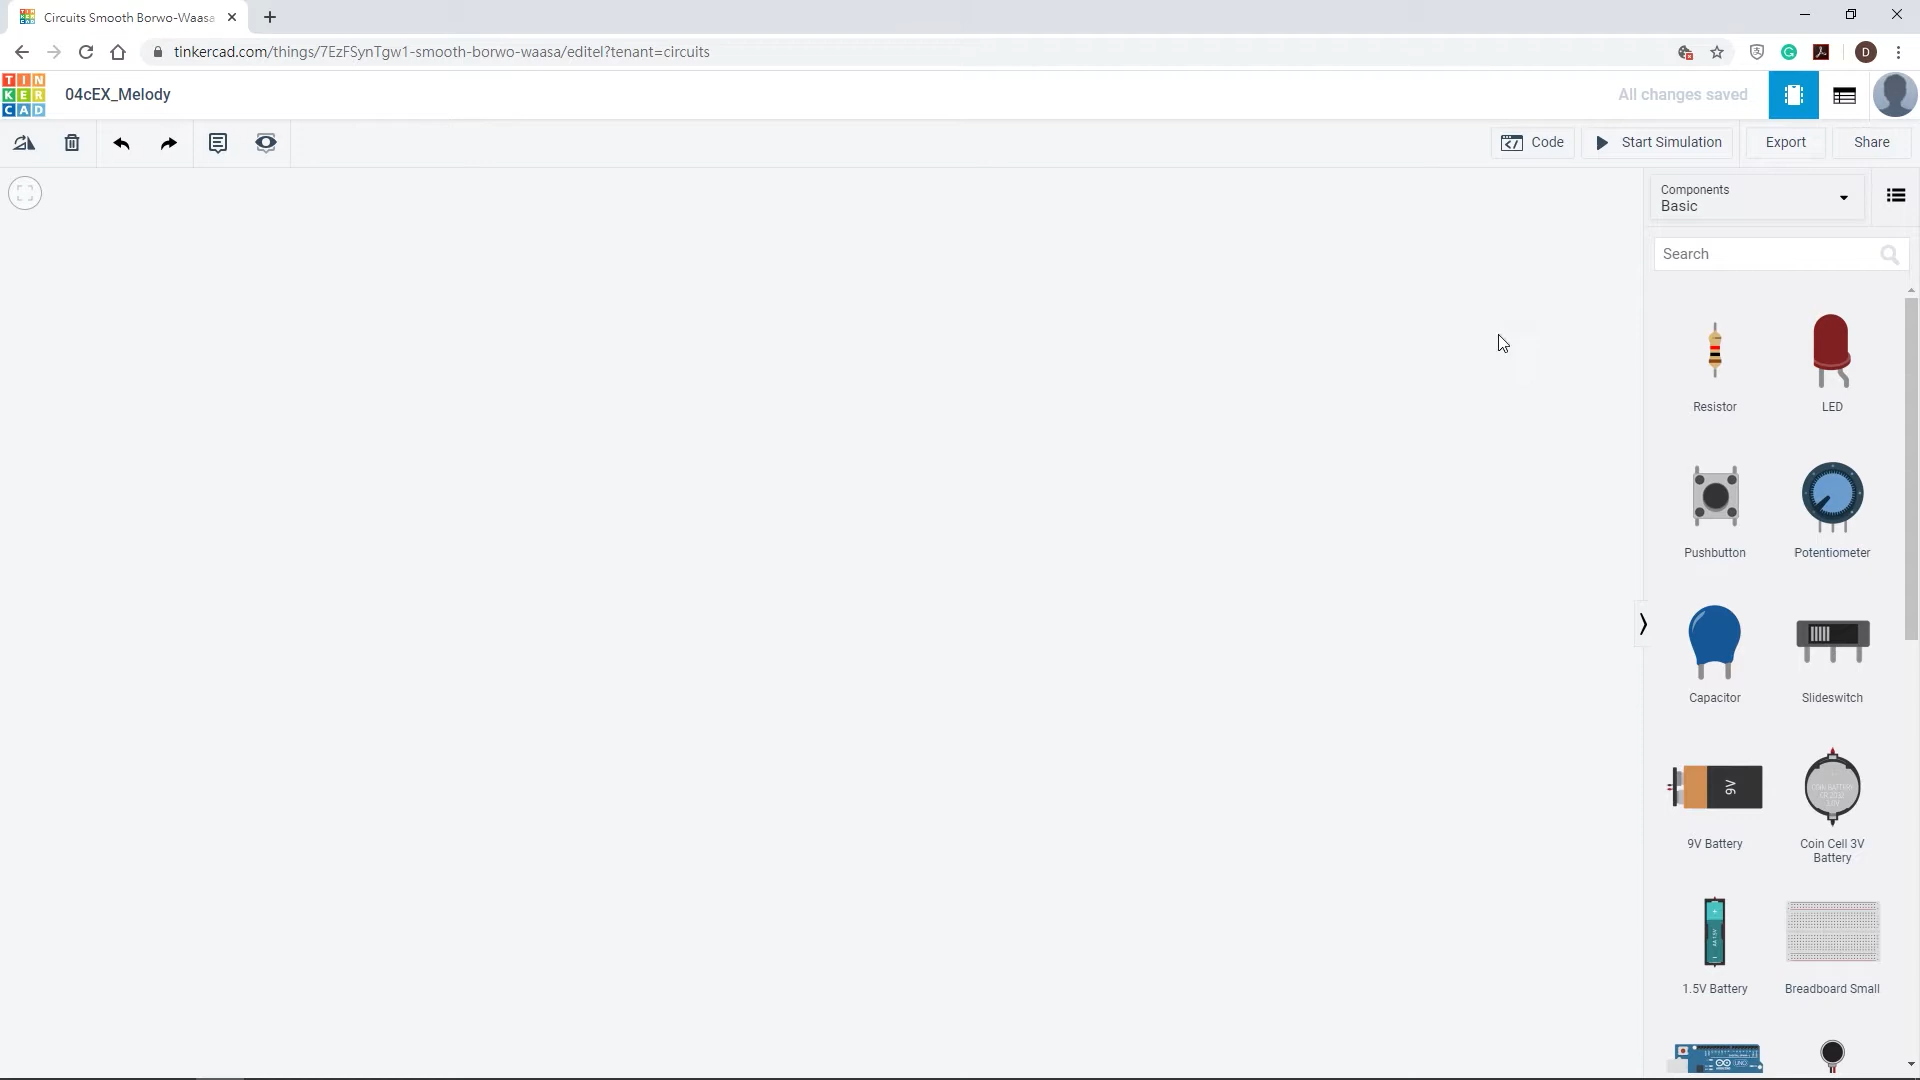 Circuits Smooth Borwo-Waasa
tinkercad.com/things/7EzFSynTgw1-smooth-borwo-waasa/editel?tenant=circuits
D
TIN
KER
CAD
04cEX_Melody
All changes saved
Code
Start Simulation
Export
Share
Components
Basic
Search
Resistor
LED
Pushbutton
Potentiometer
Capacitor
Slideswitch
9V
9V Battery
Coin Cell 3V
Battery
1.5V Battery
Breadboard Small
UNO